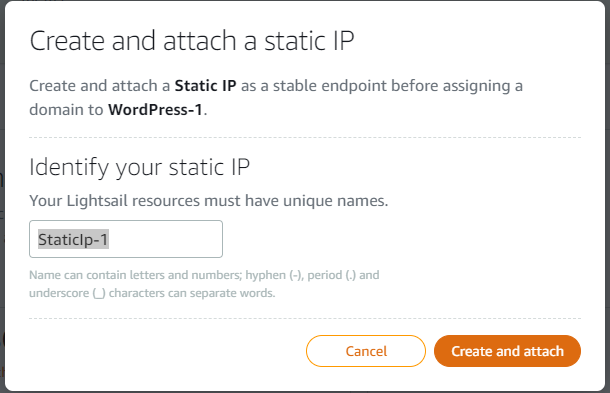 Create and attach a static IP
Create and attach a Static IP as a stable endpoint before assigning a
domain to WordPress-1.
Identify your static IP
Your Lightsail resources must have unique names.
StaticIp-1
Name can contain letters and numbers; hyphen (-), period (.) and
underscore (_) characters can separate words.
Cancel
Create and attach